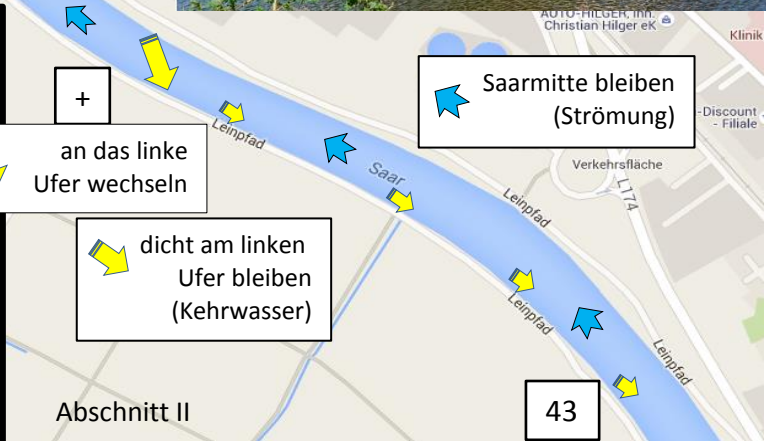 AUTO-HILGER, Inh.
Christian Hilger eK
Klinik
+
Saarmitte bleiben
(Strömung)
-Discount
- Filiale
Leinpfad
an das linke
Ufer wechseln
Saar
Verkehrsfläche
L174
Leinpfad
dicht am linken
Ufer bleiben
(Kehrwasser)
Leinpfad
Leinpfad
Abschnitt II
43